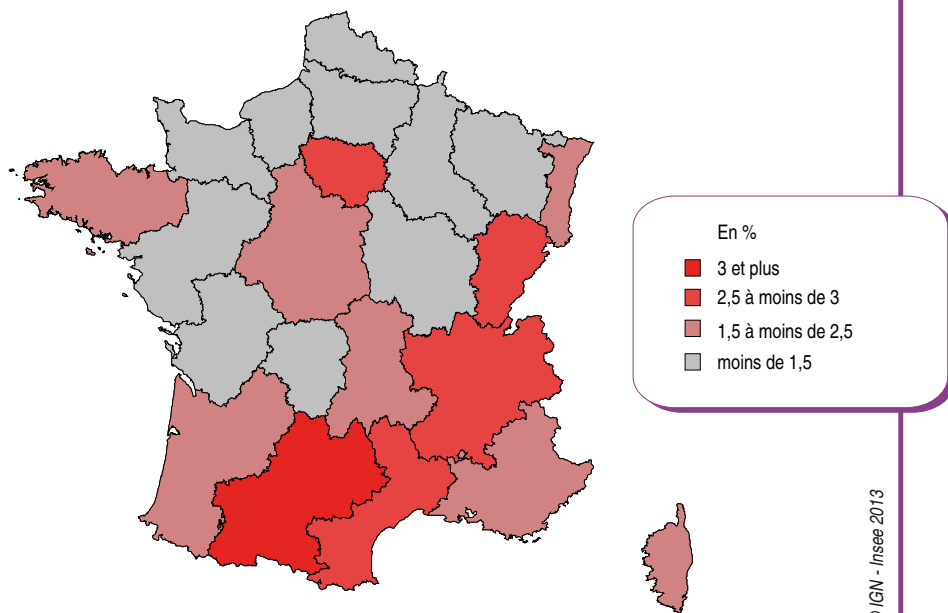 En %
3 et plus
2,5 à moins de 3
1,5 à moins de 2,5
moins de 1,5
IGN - Insee 2013